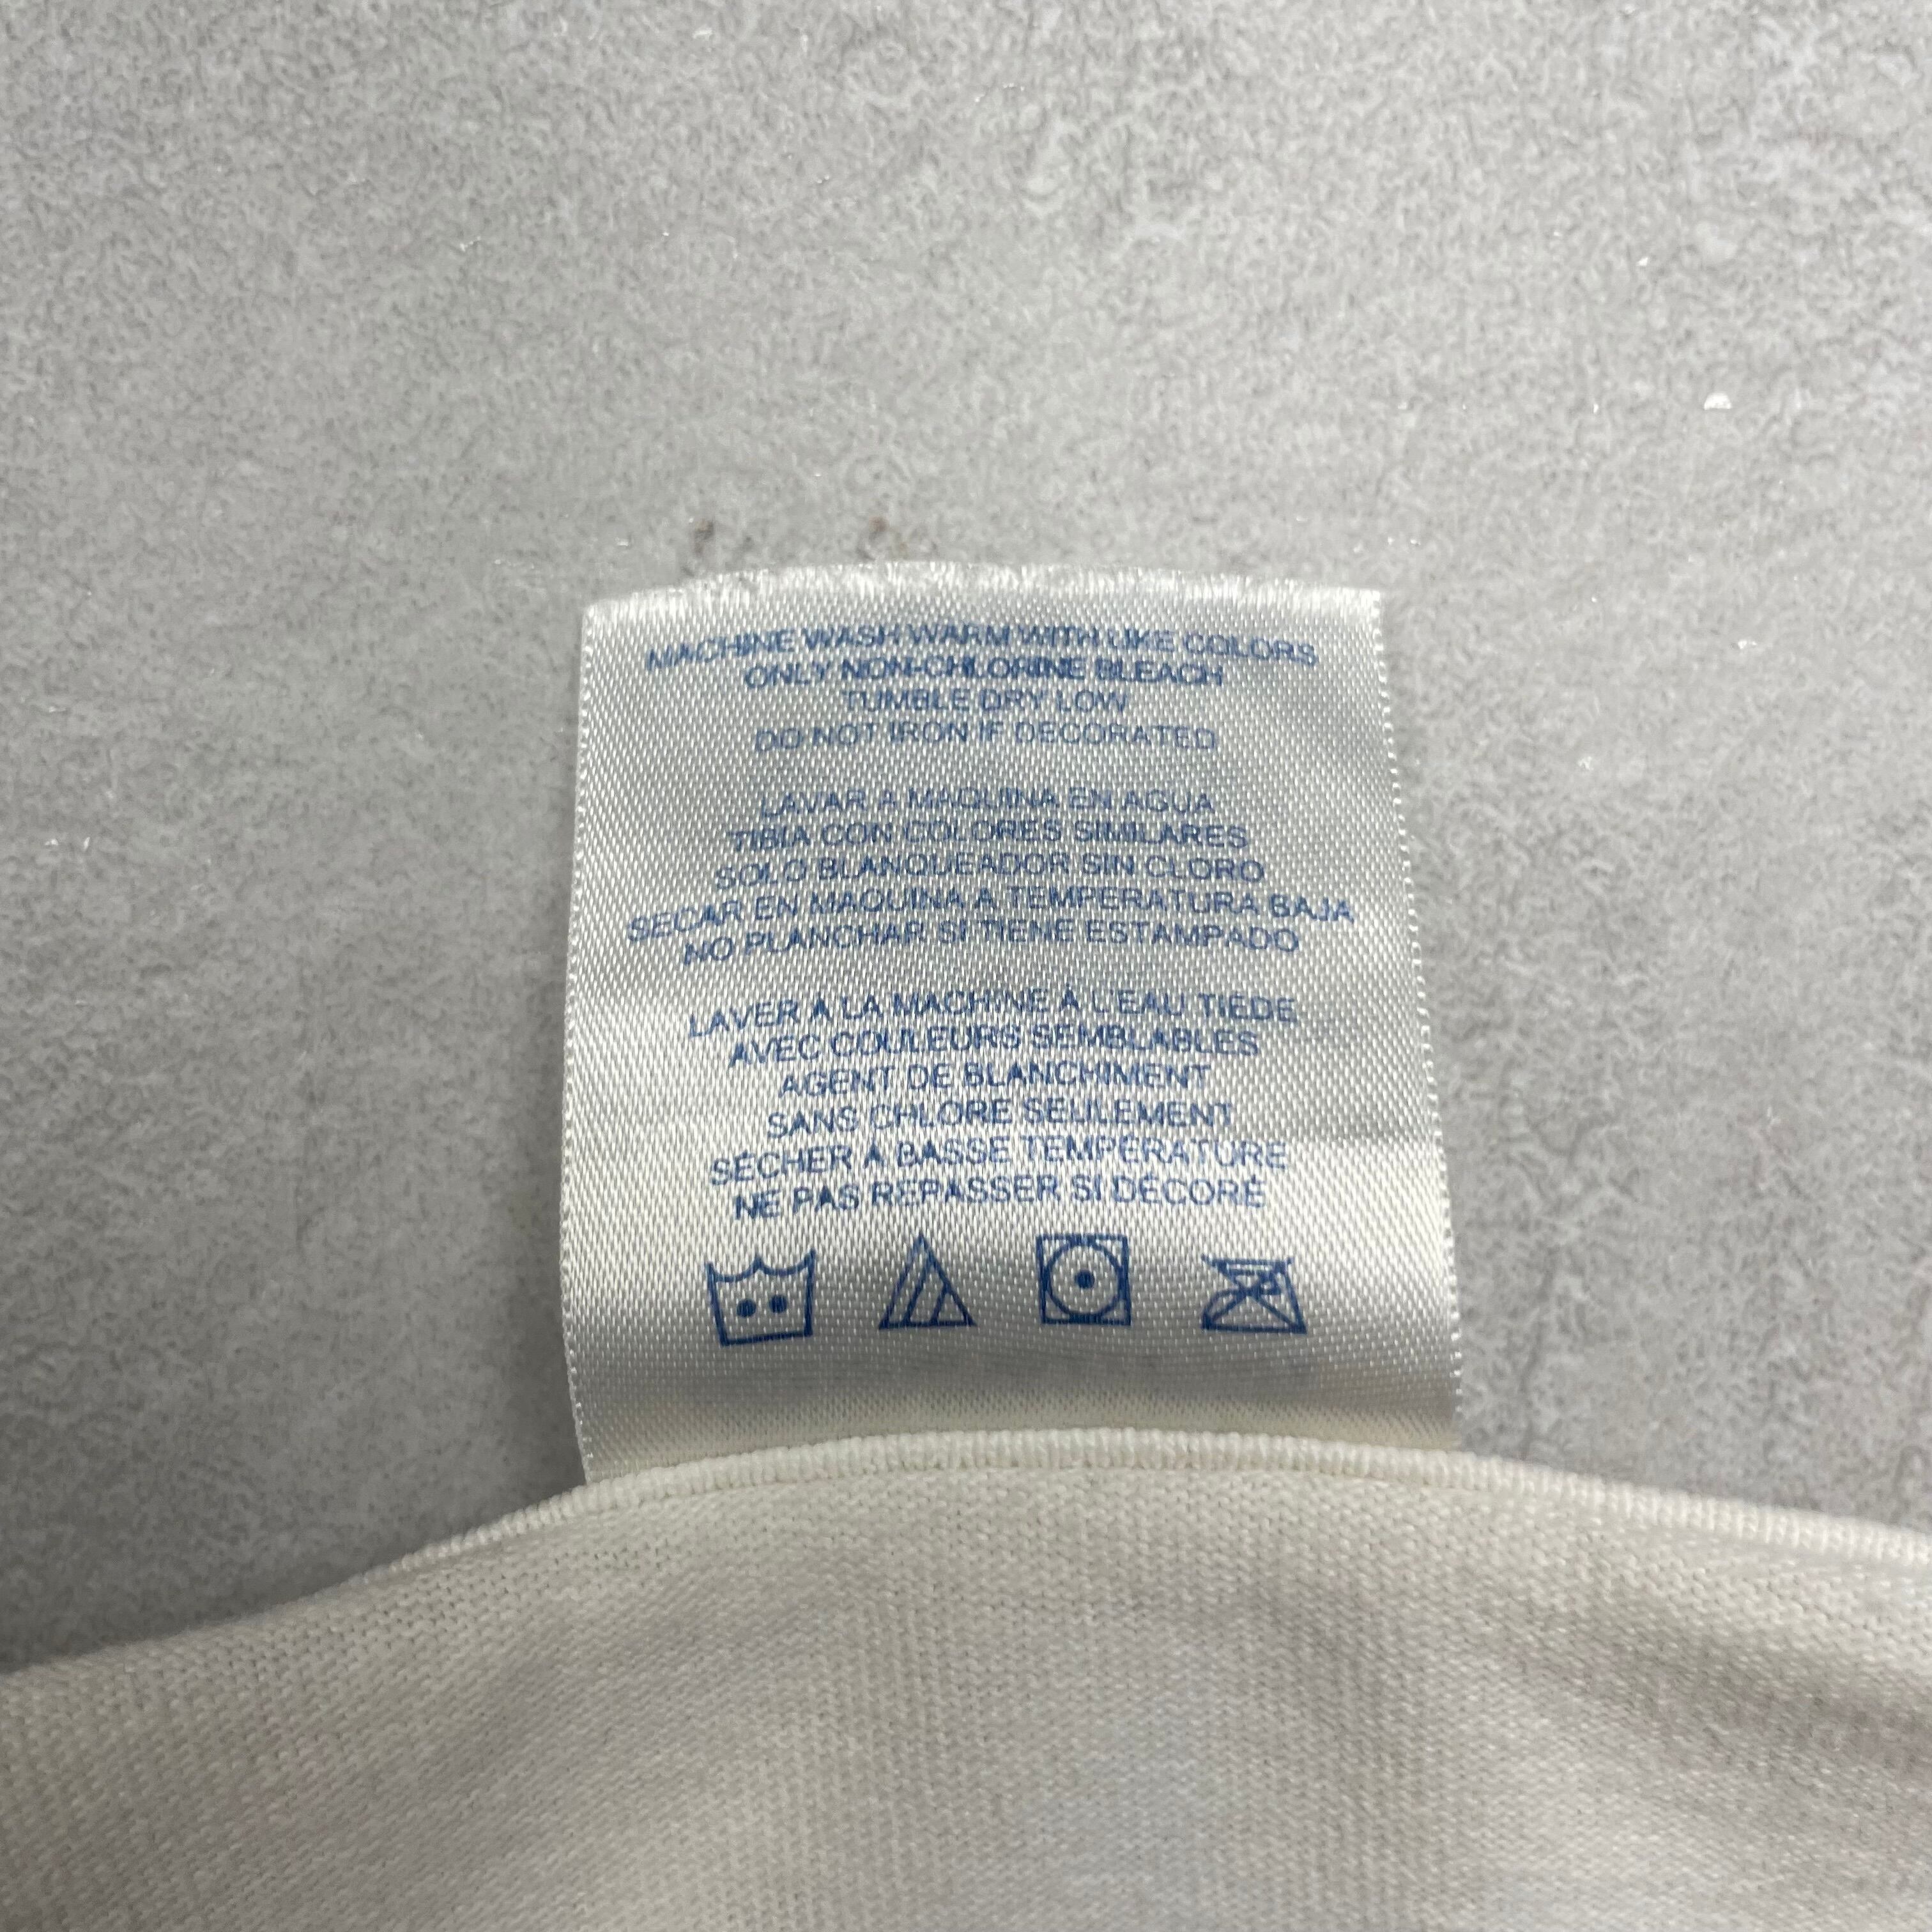 MACHINE WASH WARM WITH LIKE COLORS
ONLY NON-CHLORINE BLEACH
TUMBLE DRY LOW
DO NOT IRON IF DECORATED
LAVAR A MAQUINA EN AGUA
TIBIA CON COLORES SIMILARES
SOLO BLANQUEADOR SIN CLORO
SECAR EN MAQUINA A TEMPERATURA BAJA
NO PLANCHAR SI TIENE ESTAMPADO
LAVER À LA MACHINE À L'EAU TIÈDE
AVEC COULEURS SEMBLABLES
AGENT DE BLANCHIMENT
SANS CHLORE SEULEMENT
SÉCHER À BASSE TEMPÉRATURE
NE PAS REPASSER SI DÉCORÉ